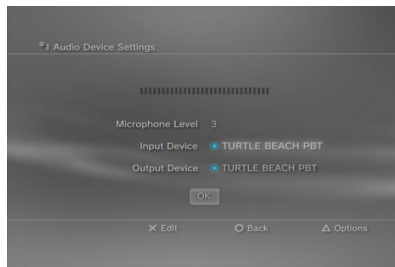 Audio Device Settings
Microphone Level 3
Input Device TURTLE BEACH PBT
Output Device TURTLE BEACH PBT
OK
X Edit O Back △ Options